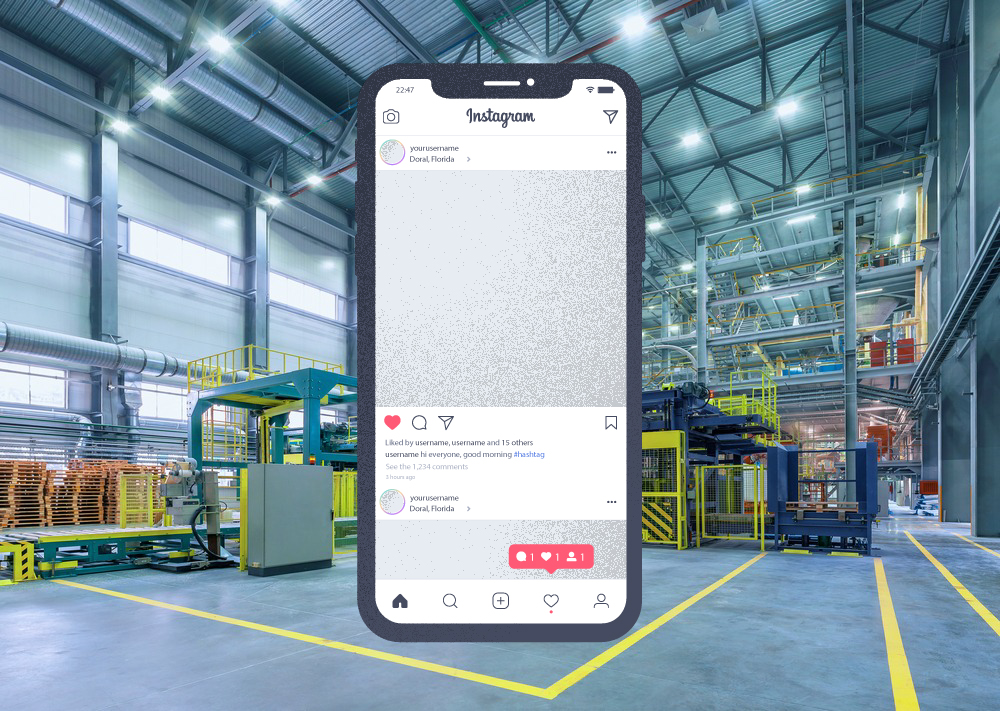 22:47
Instagram
yourusername
Doral, Florida >
Liked by username, username and 15 others
username hi everyone, good morning #hashtag
See the 1,234 comments
3 hours ago
yourusername
Doral, Florida >
1 1 1